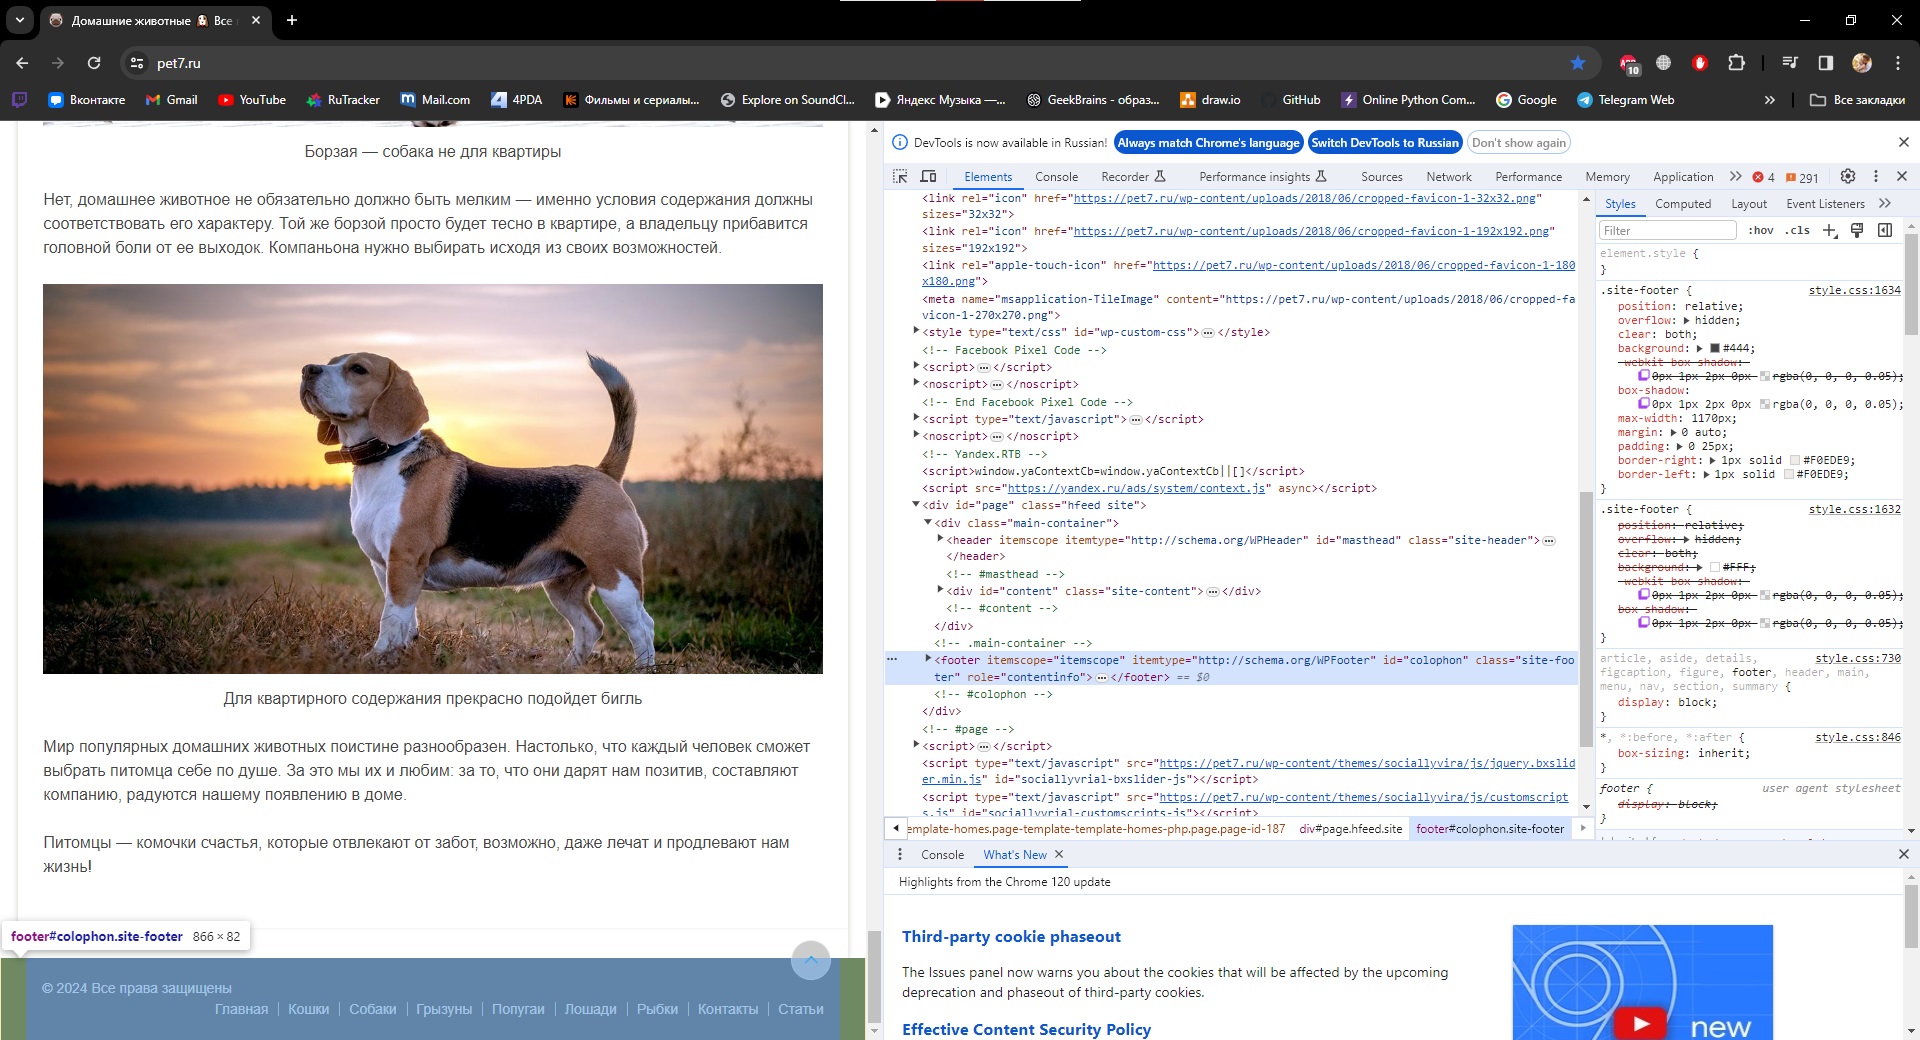 Домашние животные 🐶 Все
pet7.ru
10
Вконтакте
Gmail
YouTube
RuTracker
Mail.com
4PDA
Фильмы и сериалы...
Explore on SoundCl...
Яндекс Музыка —...
GeekBrains - образ...
draw.io
GitHub
Online Python Com...
Google
Telegram Web
»
Все закладки
Борзая — собака не для квартиры
Нет, домашнее животное не обязательно должно быть мелким — именно условия содержания должны
соответствовать его характеру. Той же борзой просто будет тесно в квартире, а владельцу прибавится
головной боли от ее выходок. Компаньона нужно выбирать исходя из своих возможностей.
Для квартирного содержания прекрасно подойдет бигль
Мир популярных домашних животных поистине разнообразен. Настолько, что каждый человек сможет
выбрать питомца себе по душе. За это мы их и любим: за то, что они дарят нам позитив, составляют
компанию, радуются нашему появлению в доме.
Питомцы — комочки счастья, которые отвлекают от забот, возможно, даже лечат и продлевают нам
жизнь!
footer#colophon.site-footer 866 × 82
© 2024 Все права защищены
Главная | Кошки | Собаки | Грызуны | Попугаи | Лошади | Рыбки | Контакты | Статьи
DevTools is now available in Russian!
Always match Chrome's language
Switch DevTools to Russian
Don't show again
Elements
Console
Recorder
Performance insights
Sources
Network
Performance
Memory
Application
»
4
291
<link rel="icon" href="https://pet7.ru/wp-content/uploads/2018/06/cropped-favicon-1-32x32.png"
sizes="32x32">
<link rel="icon" href="https://pet7.ru/wp-content/uploads/2018/06/cropped-favicon-1-192x192.png"
sizes="192x192">
<link rel="apple-touch-icon" href="https://pet7.ru/wp-content/uploads/2018/06/cropped-favicon-1-180
x180.png">
<meta name="msapplication-TileImage" content="https://pet7.ru/wp-content/uploads/2018/06/cropped-fa
vicon-1-270x270.png">
<style type="text/css" id="wp-custom-css">…</style>
<!-- Facebook Pixel Code -->
<script>…</script>
<noscript>…</noscript>
<!-- End Facebook Pixel Code -->
<script type="text/javascript">…</script>
<noscript>…</noscript>
<!-- Yandex.RTB -->
<script>window.yaContextCb=window.yaContextCb||[]</script>
<script src="https://yandex.ru/ads/system/context.js" async></script>
<div id="page" class="hfeed site">
<div class="main-container">
<header itemscope itemtype="http://schema.org/WPHeader" id="masthead" class="site-header">…
</header>
<!-- #masthead -->
<div id="content" class="site-content">…</div>
<!-- #content -->
</div>
<!-- .main-container -->
<footer itemscope="itemscope" itemtype="http://schema.org/WPFooter" id="colophon" class="site-foo
ter" role="contentinfo">…</footer> == $0
<!-- #colophon -->
</div>
<!-- #page -->
<script>…</script>
<script type="text/javascript" src="https://pet7.ru/wp-content/themes/sociallyvira/js/jquery.bxslid
er.min.js" id="sociallyvrial-bxslider-js"></script>
<script type="text/javascript" src="https://pet7.ru/wp-content/themes/sociallyvira/js/customscript
s.js" id="sociallyvrial-customscripts-js"></script>
emplate-homes.page-template-template-homes-php.page.page-id-187
div#page.hfeed.site
footer#colophon.site-footer
Styles
Computed
Layout
Event Listeners
»
Filter
:hov
.cls
element.style {
}
.site-footer { style.css:1634
position: relative;
overflow: hidden;
clear: both;
background: #444;
-webkit-box-shadow:
0px 1px 2px 0px rgba(0, 0, 0, 0.05);
box-shadow:
0px 1px 2px 0px rgba(0, 0, 0, 0.05);
max-width: 1170px;
margin: 0 auto;
padding: 0 25px;
border-right: 1px solid #F0EDE9;
border-left: 1px solid #F0EDE9;
}
.site-footer { style.css:1632
position: relative;
overflow: hidden;
clear: both;
background: #FFF;
-webkit-box-shadow:
0px 1px 2px 0px rgba(0, 0, 0, 0.05);
box-shadow:
0px 1px 2px 0px rgba(0, 0, 0, 0.05);
}
article, aside, details, style.css:730
figcaption, figure, footer, header, main,
menu, nav, section, summary {
display: block;
}
*, *:before, *:after { style.css:846
box-sizing: inherit;
}
footer { user agent stylesheet
display: block;
}
Console
What's New
Highlights from the Chrome 120 update
Third-party cookie phaseout
The Issues panel now warns you about the cookies that will be affected by the upcoming
deprecation and phaseout of third-party cookies.
Effective Content Security Policy
new